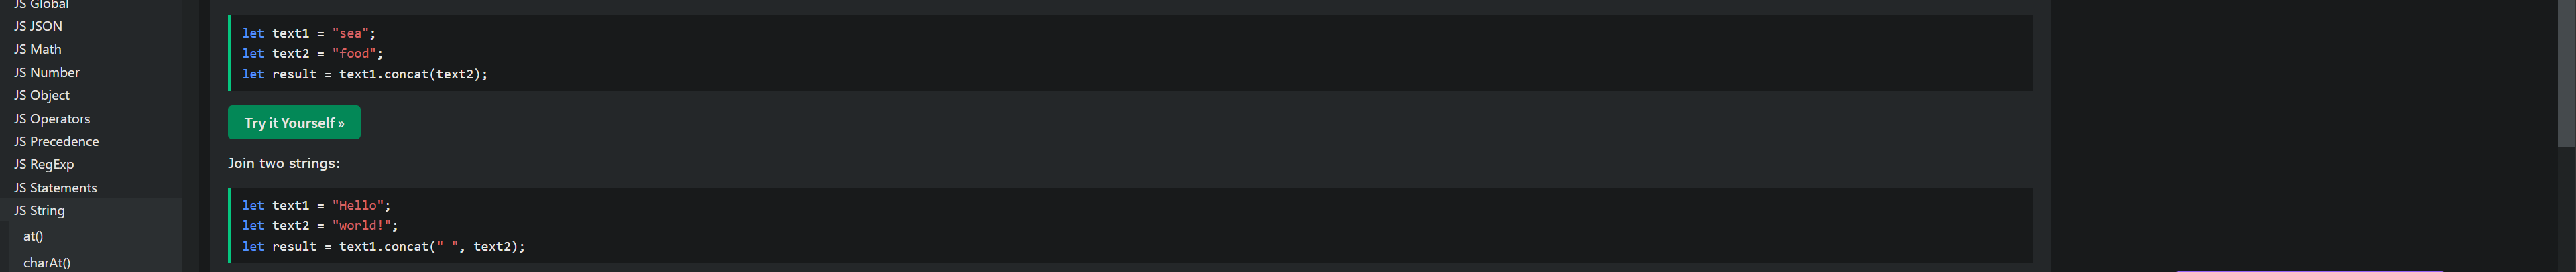 JS Global
JS JSON
JS Math
JS Number
JS Object
JS Operators
JS Precedence
JS RegExp
JS Statements
JS String
at()
charAt()
let text1 = "sea";
let text2 = "food";
let result = text1.concat(text2);
Try it Yourself »
Join two strings:
let text1 = "Hello";
let text2 = "world!";
let result = text1.concat(" ", text2);